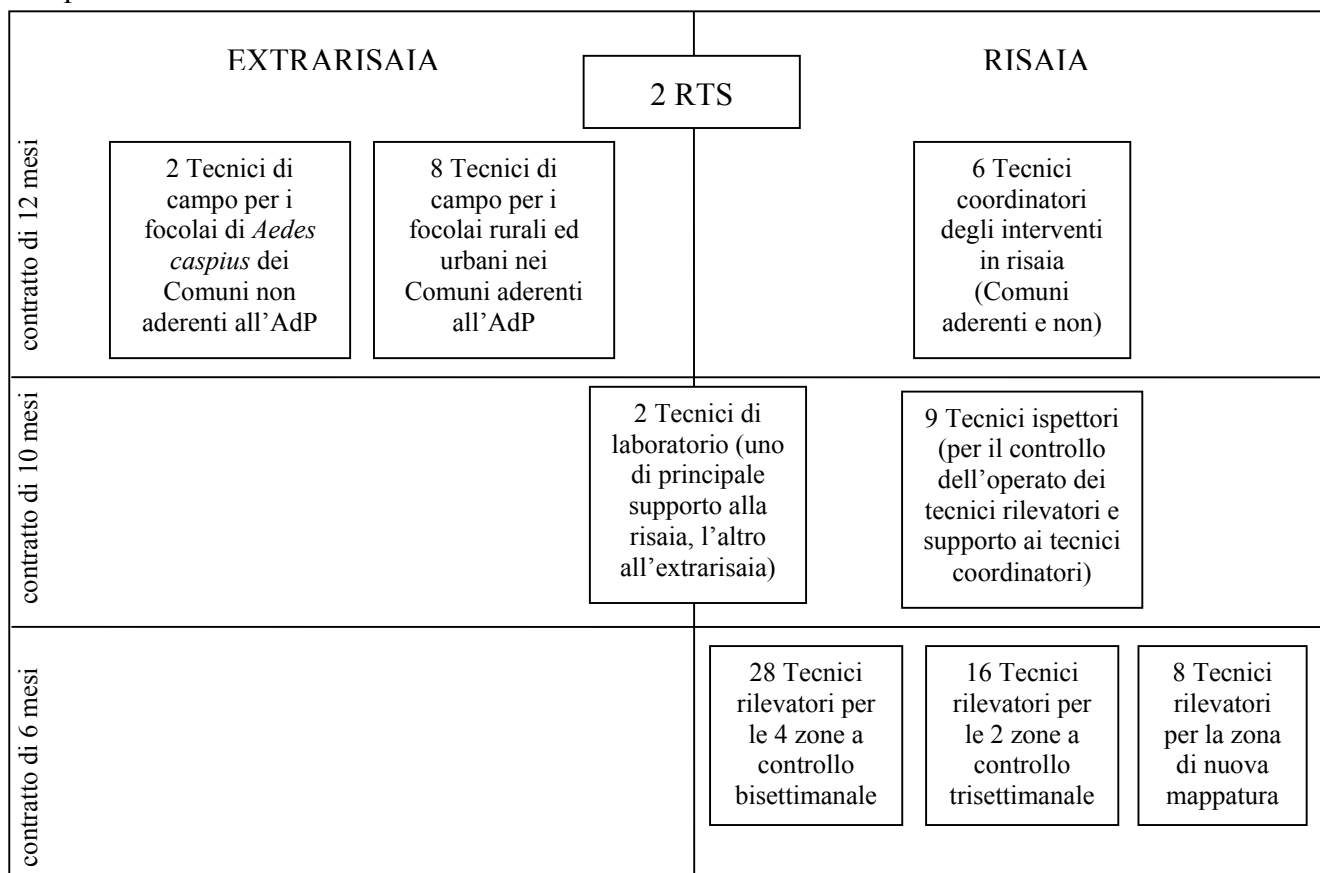 EXTRARISAIA
RISAIA
2 RTS
contratto di 12 mesi
2 Tecnici di
campo per i
focolai di Aedes
caspius dei
Comuni non
aderenti all’AdP
8 Tecnici di
campo per i
focolai rurali ed
urbani nei
Comuni aderenti
all’AdP
6 Tecnici
coordinatori
degli interventi
in risaia
(Comuni
aderenti e non)
contratto di 10 mesi
2 Tecnici di
laboratorio (uno
di principale
supporto alla
risaia, l’altro
all’extrarisaia)
9 Tecnici ispettori
(per il controllo
dell’operato dei
tecnici rilevatori e
supporto ai tecnici
coordinatori)
contratto di 6 mesi
28 Tecnici
rilevatori per
le 4 zone a
controllo
bisettimanale
16 Tecnici
rilevatori per
le 2 zone a
controllo
trisettimanale
8 Tecnici
rilevatori
per la zona
di nuova
mappatura